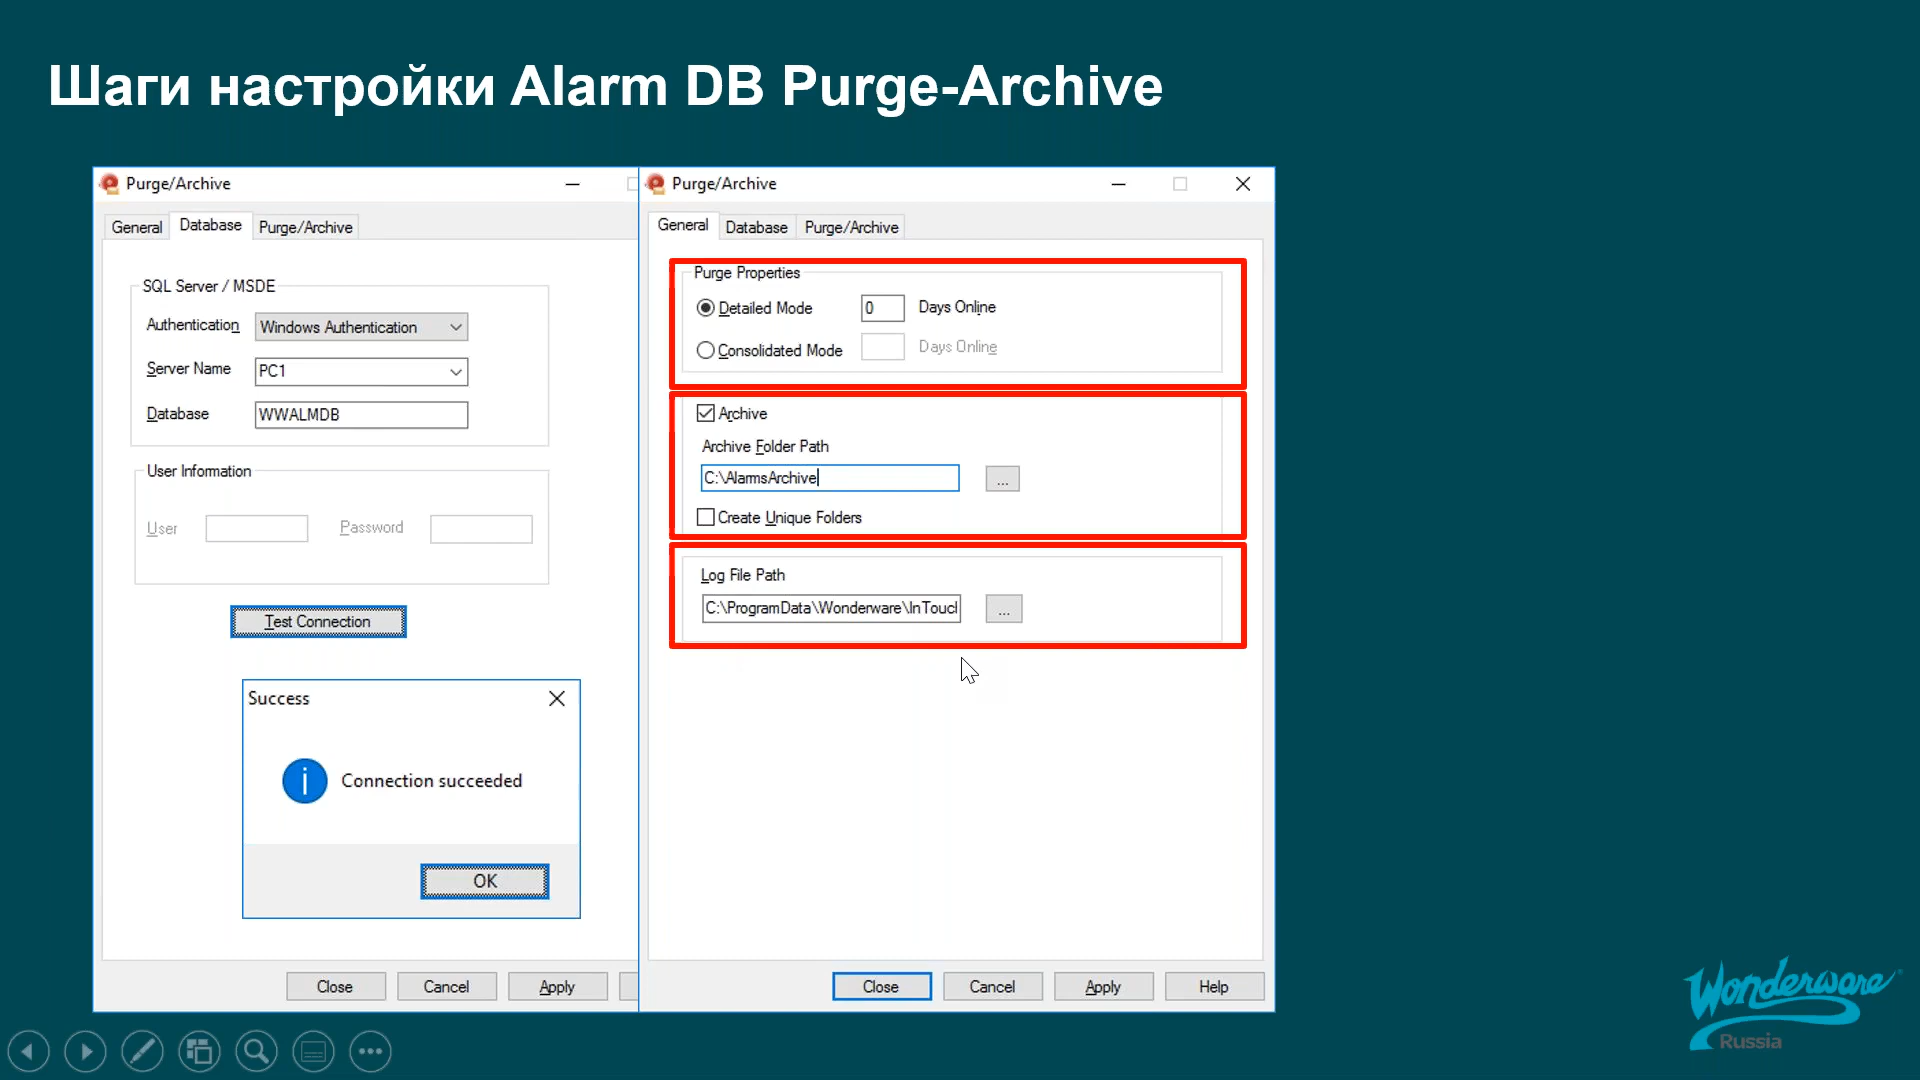 Шаги настройки Alarm DB Purge-Archive
Purge/Archive
General Database Purge/Archive
SQL Server / MSDE
Authentication Windows Authentication
Server Name PC1
Database WWALMDB
User Information
User Password
Test Connection
Success
i Connection succeeded
OK
Close Cancel Apply
Purge/Archive
General Database Purge/Archive
Purge Properties
Detailed Mode 0 Days Online
Consolidated Mode Days Online
Archive
Archive Folder Path
C:\AlarmsArchive
...
Create Unique Folders
Log File Path
C:\ProgramData\Wonderware\InTouch
...
Close Cancel Apply Help
Wonderware
Russia